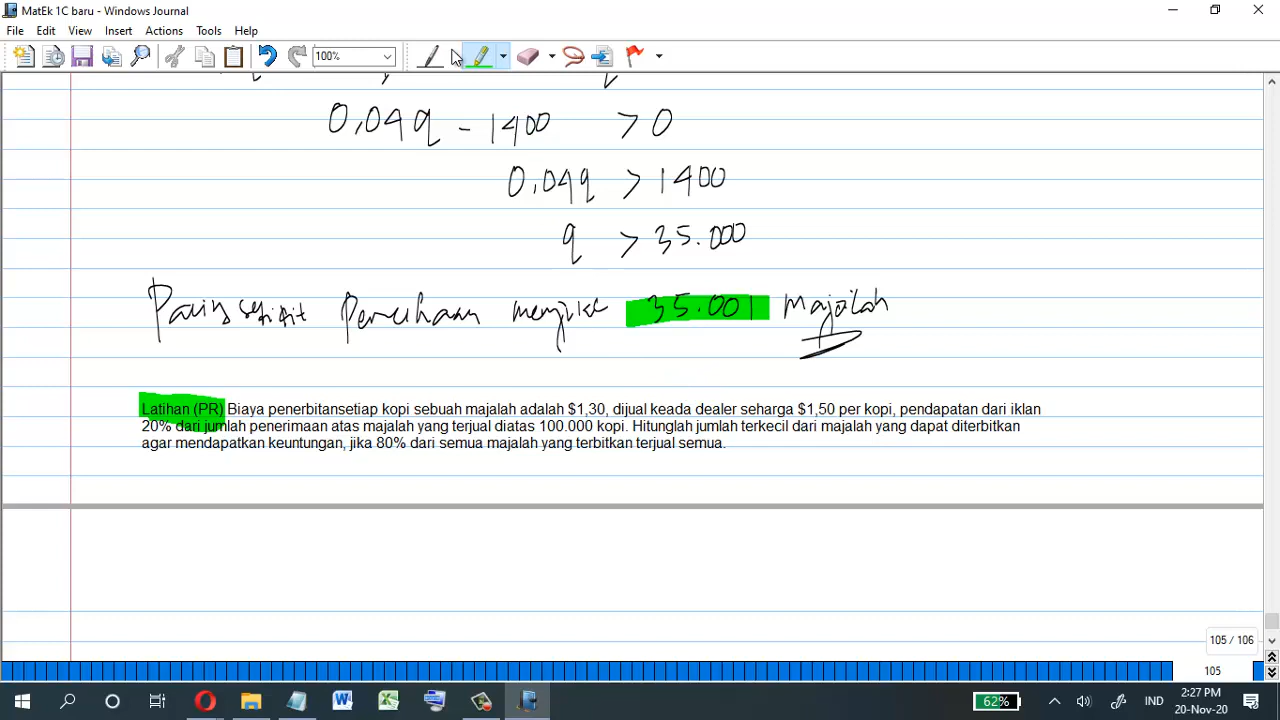 MatEk 1C baru - Windows Journal
File Edit View Insert Actions Tools Help
100%
0,04q - 1400 > 0
0,04q > 1400
q > 35.000
Paling sedikit Perusahaan menjual 35.001 Majalah
Latihan (PR) Biaya penerbitansetiap kopi sebuah majalah adalah $1,30, dijual keada dealer seharga $1,50 per kopi, pendapatan dari iklan
20% dari jumlah penerimaan atas majalah yang terjual diatas 100.000 kopi. Hitunglah jumlah terkecil dari majalah yang dapat diterbitkan
agar mendapatkan keuntungan, jika 80% dari semua majalah yang terbitkan terjual semua.
105 / 106
105
62%
IND
2:27 PM
20-Nov-20